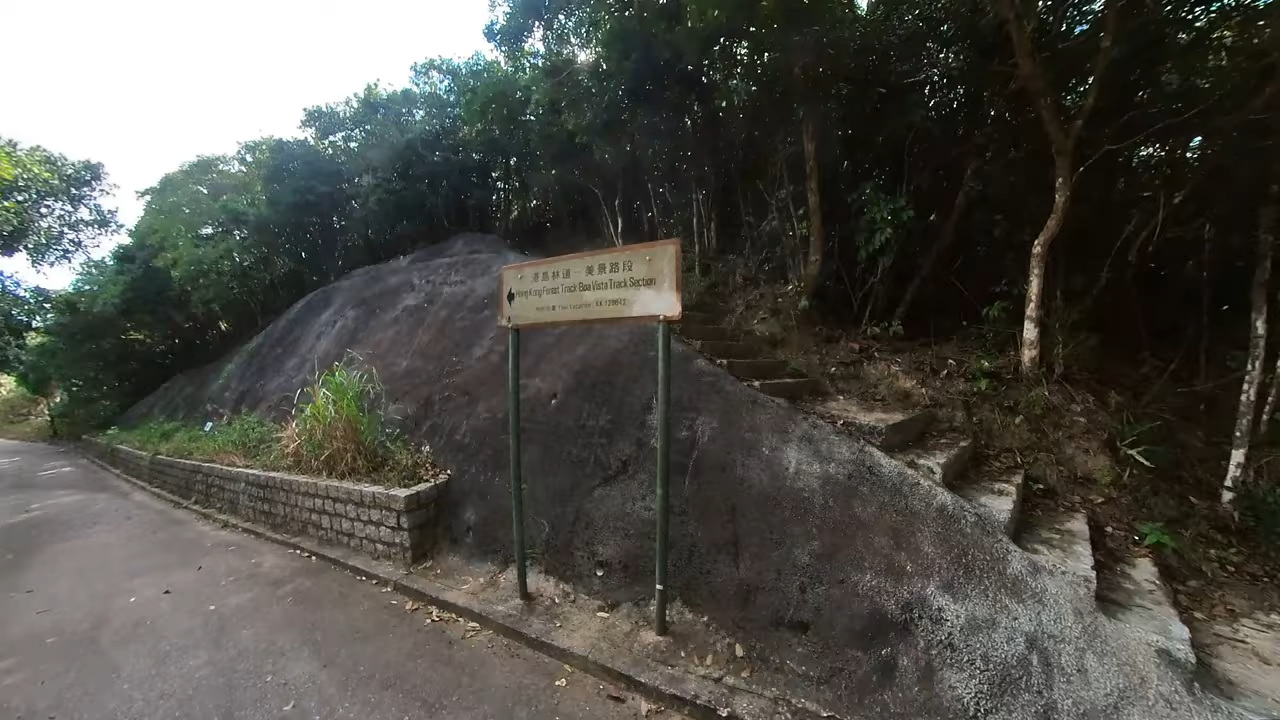 港島林道－美景路段
Hong Kong Forest Track-Boa Vista Track Section